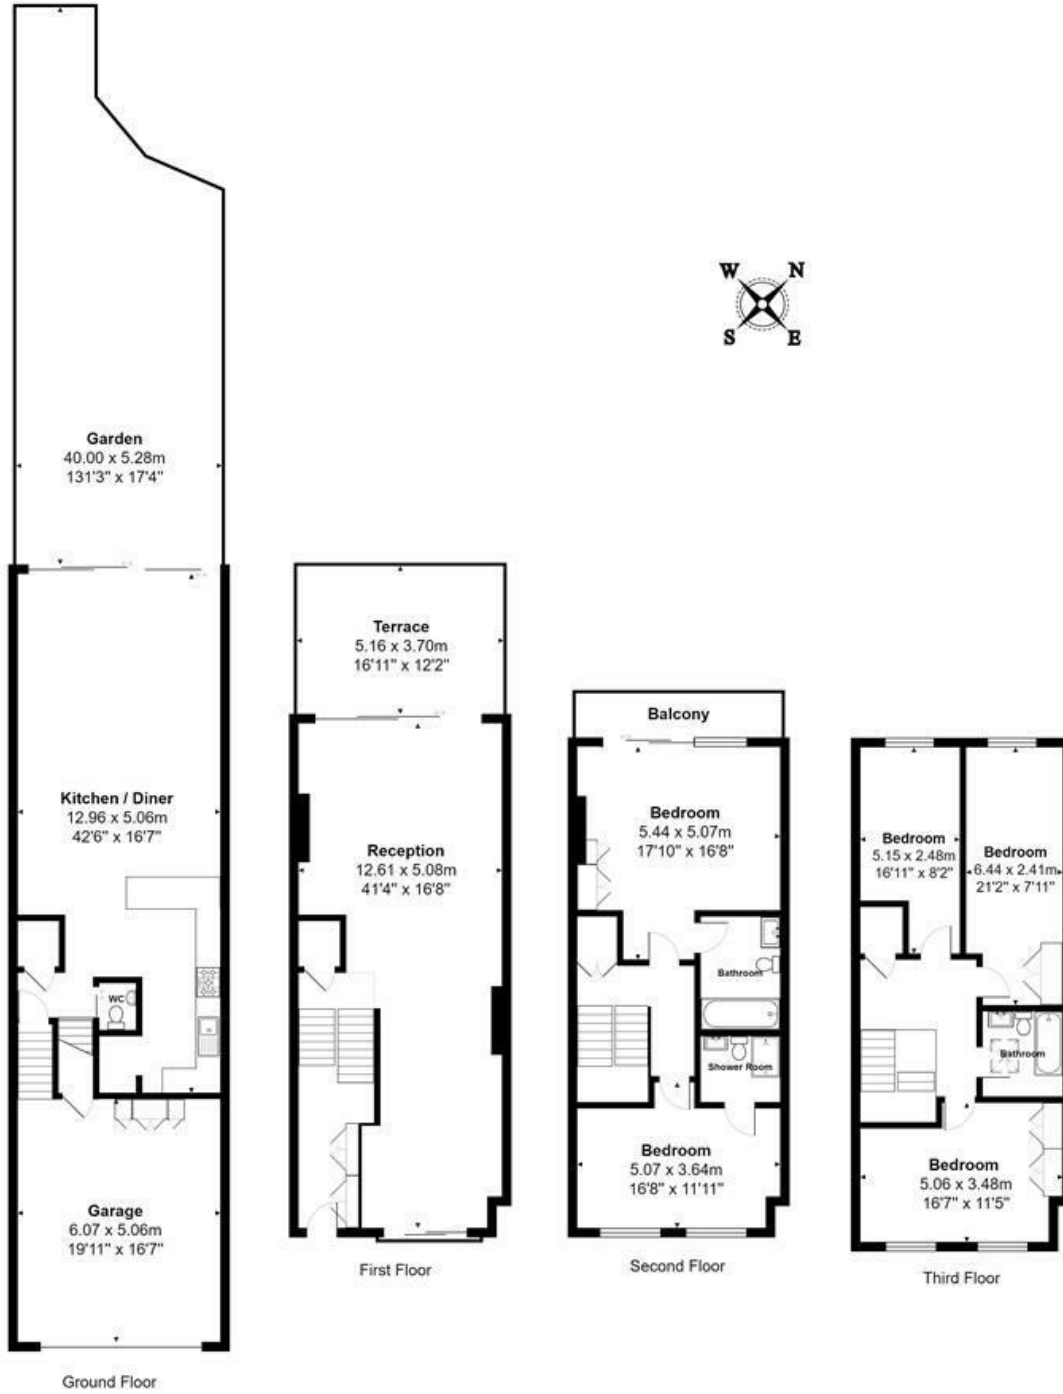 W N
S E
Garden
40.00 x 5.28m
131'3" x 17'4"
Kitchen / Diner
12.96 x 5.06m
42'6" x 16'7"
WC
Garage
6.07 x 5.06m
19'11" x 16'7"
Ground Floor
Terrace
5.16 x 3.70m
16'11" x 12'2"
Reception
12.61 x 5.08m
41'4" x 16'8"
First Floor
Balcony
Bedroom
5.44 x 5.07m
17'10" x 16'8"
Bathroom
Shower Room
Bedroom
5.07 x 3.64m
16'8" x 11'11"
Second Floor
Bedroom
5.15 x 2.48m
16'11" x 8'2"
Bedroom
6.44 x 2.41m
21'2" x 7'11"
Bathroom
Bedroom
5.06 x 3.48m
16'7" x 11'5"
Third Floor